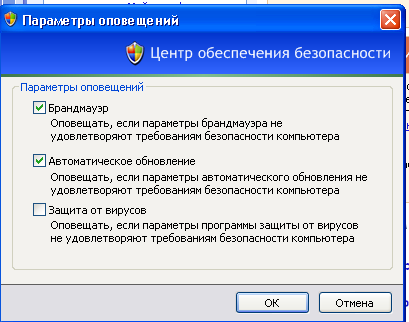 Параметры оповещений
Центр обеспечения безопасности
Параметры оповещений
Брандмауэр
Оповещать, если параметры брандмауэра не
удовлетворяют требованиям безопасности компьютера
Автоматическое обновление
Оповещать, если параметры автоматического обновления не
удовлетворяют требованиям безопасности компьютера
Защита от вирусов
Оповещать, если параметры программы защиты от вирусов
не удовлетворяют требованиям безопасности компьютера
ОК
Отмена